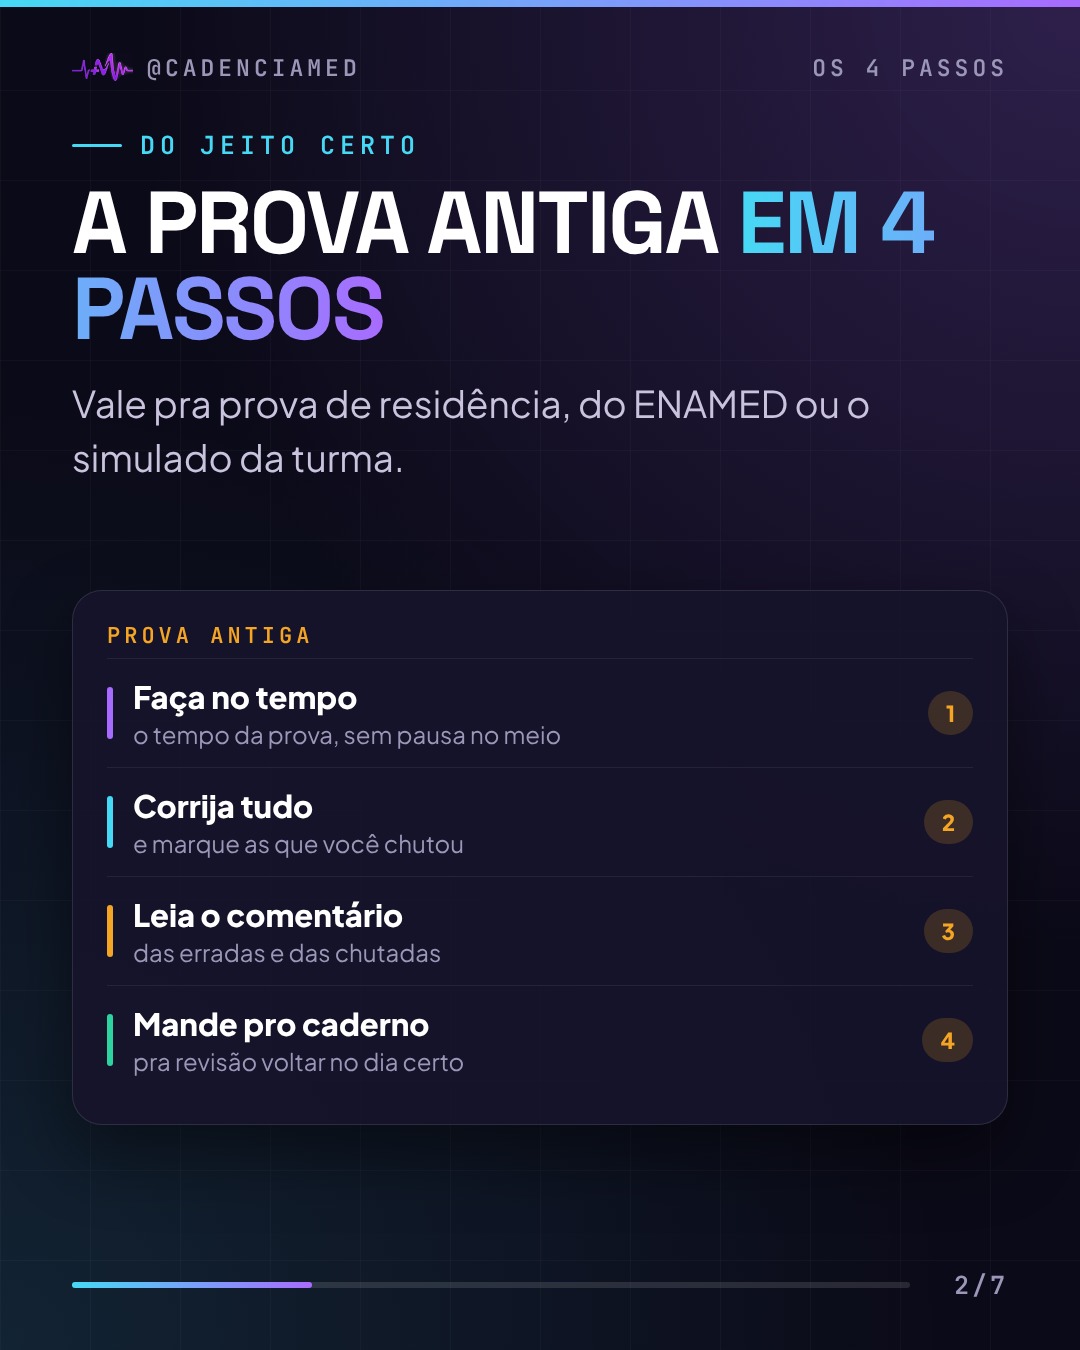 @CADENCIAMED
OS 4 PASSOS
DO JEITO CERTO
A PROVA ANTIGA EM 4
PASSOS
Vale pra prova de residência, do ENAMED ou o
simulado da turma.
PROVA ANTIGA
Faça no tempo
o tempo da prova, sem pausa no meio
1
Corrija tudo
e marque as que você chutou
2
Leia o comentário
das erradas e das chutadas
3
Mande pro caderno
pra revisão voltar no dia certo
4
2/7